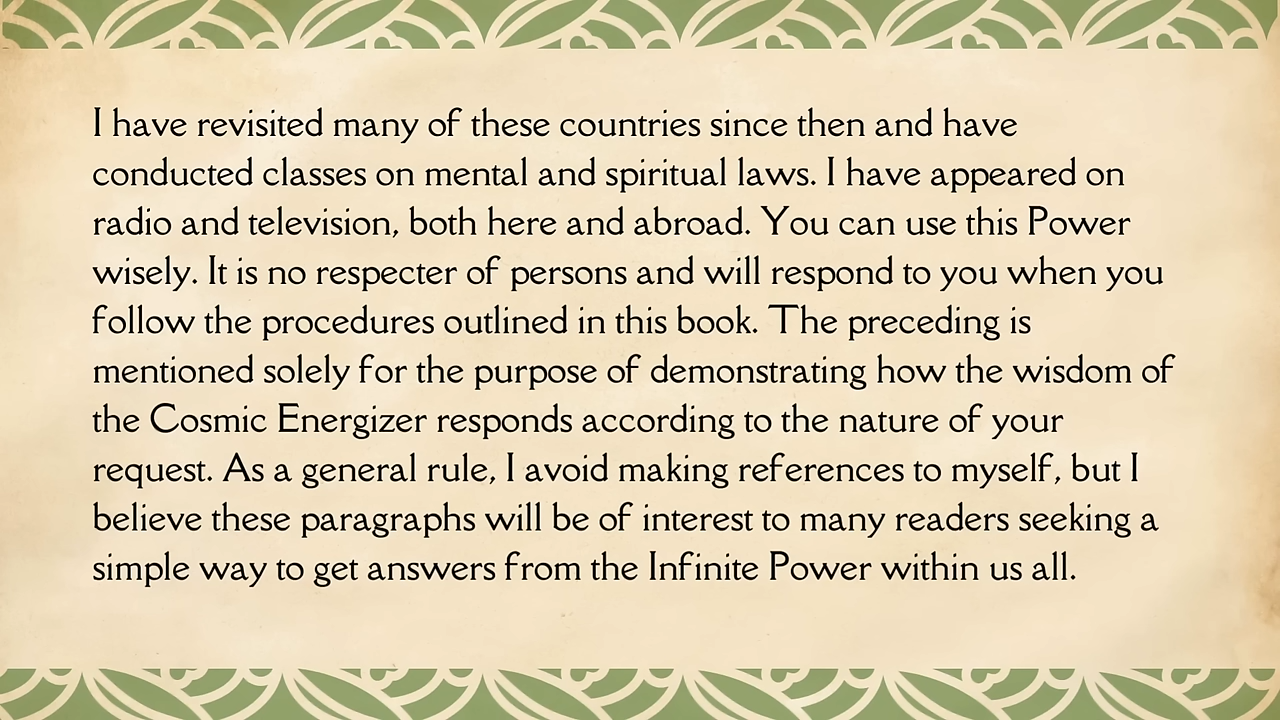 I have revisited many of these countries since then and have
conducted classes on mental and spiritual laws. I have appeared on
radio and television, both here and abroad. You can use this Power
wisely. It is no respecter of persons and will respond to you when you
follow the procedures outlined in this book. The preceding is
mentioned solely for the purpose of demonstrating how the wisdom of
the Cosmic Energizer responds according to the nature of your
request. As a general rule, I avoid making references to myself, but I
believe these paragraphs will be of interest to many readers seeking a
simple way to get answers from the Infinite Power within us all.